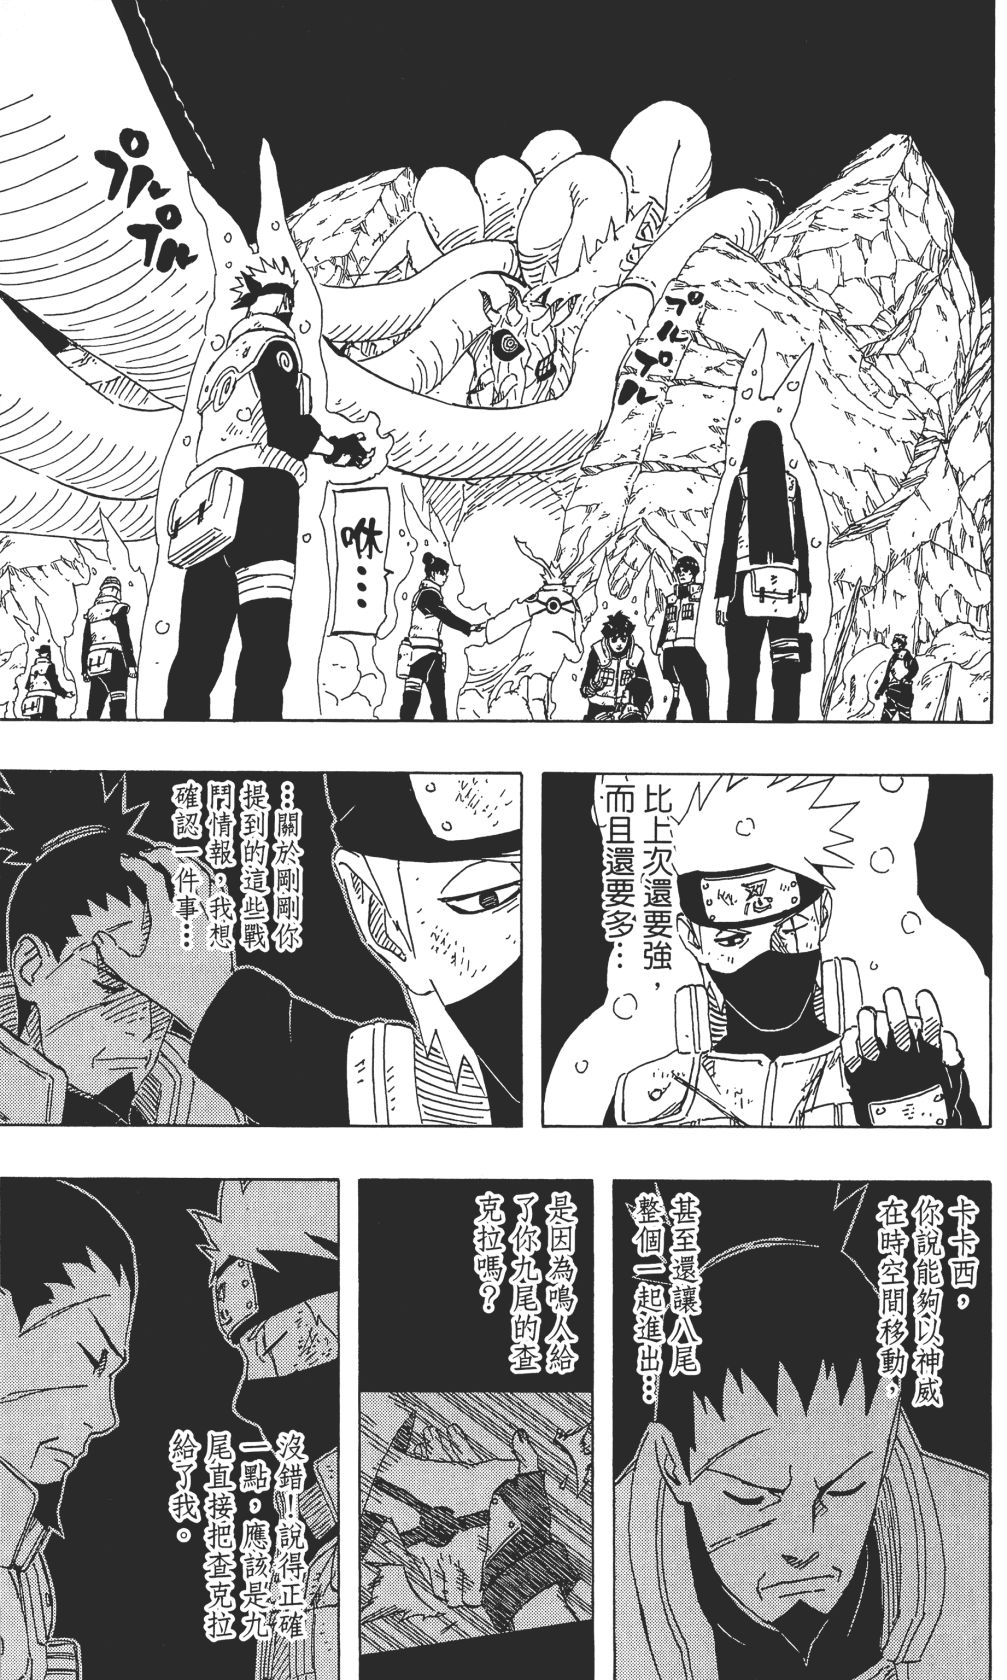 プルプル
プルプル
咻…
比上次還要強，
而且還要多…
…關於剛剛你
提到的這些戰
鬥情報，我想
確認一件事…
忍
卡卡西，
你說能夠以神威
在時空間移動，
甚至還讓八尾
整個一起進出…
是因為鳴人給
了你九尾的查
克拉嗎？
沒錯！說得正確
一點，應該是九
尾直接把查克拉
給了我。